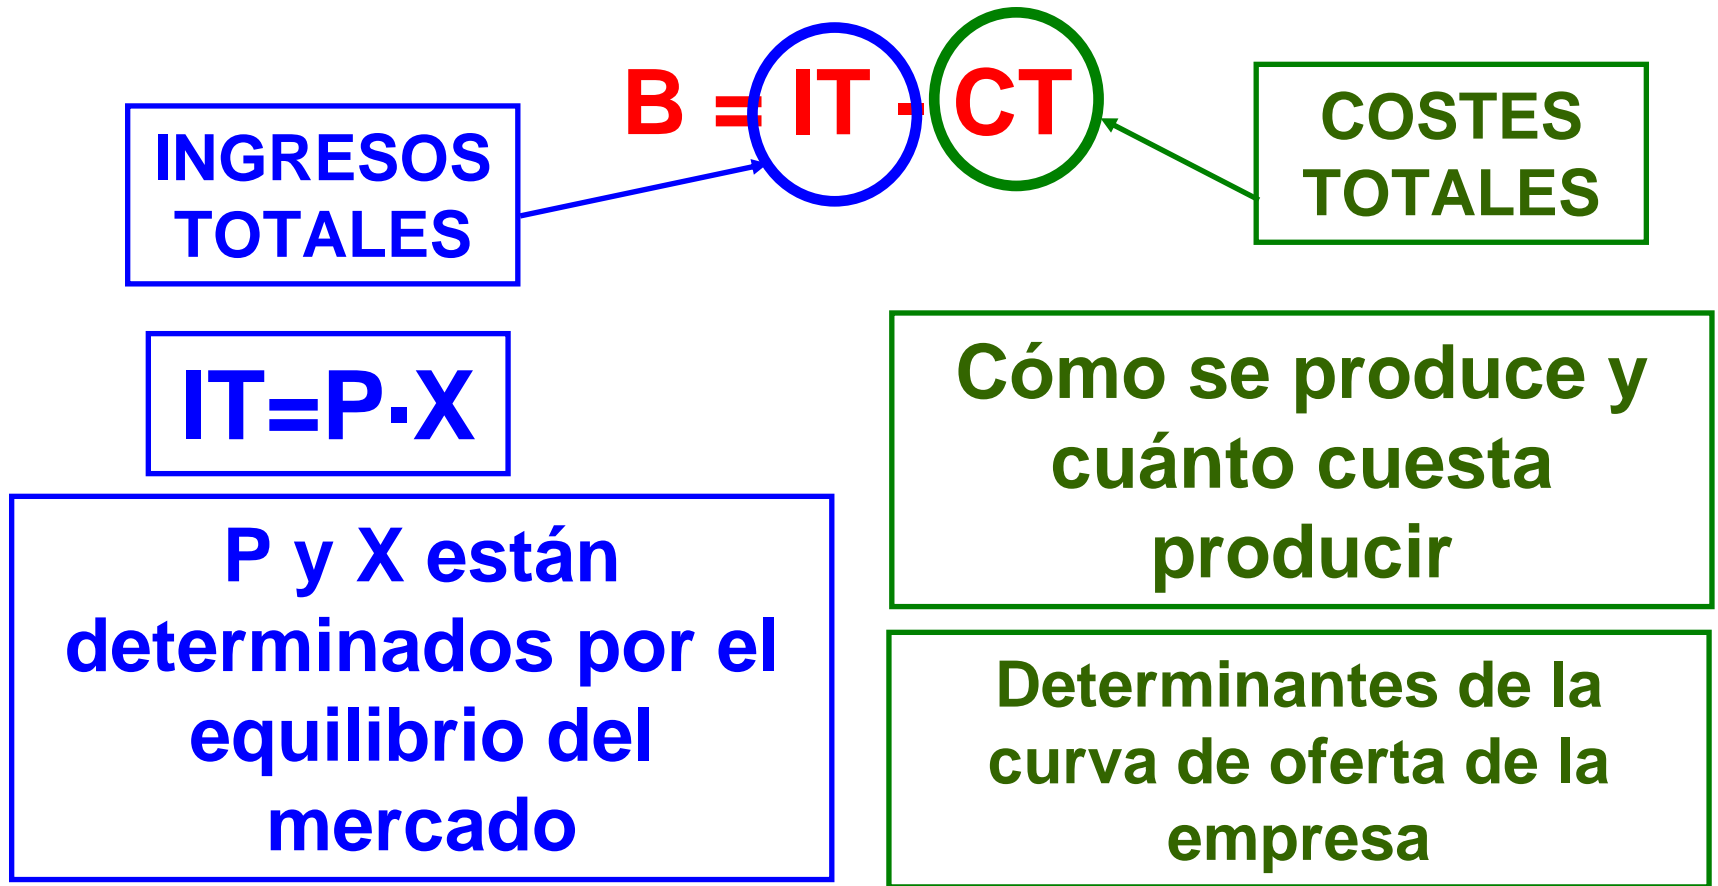 B = IT - CT
INGRESOS
TOTALES
COSTES
TOTALES
IT=P·X
P y X están
determinados por el
equilibrio del
mercado
Cómo se produce y
cuánto cuesta
producir
Determinantes de la
curva de oferta de la
empresa